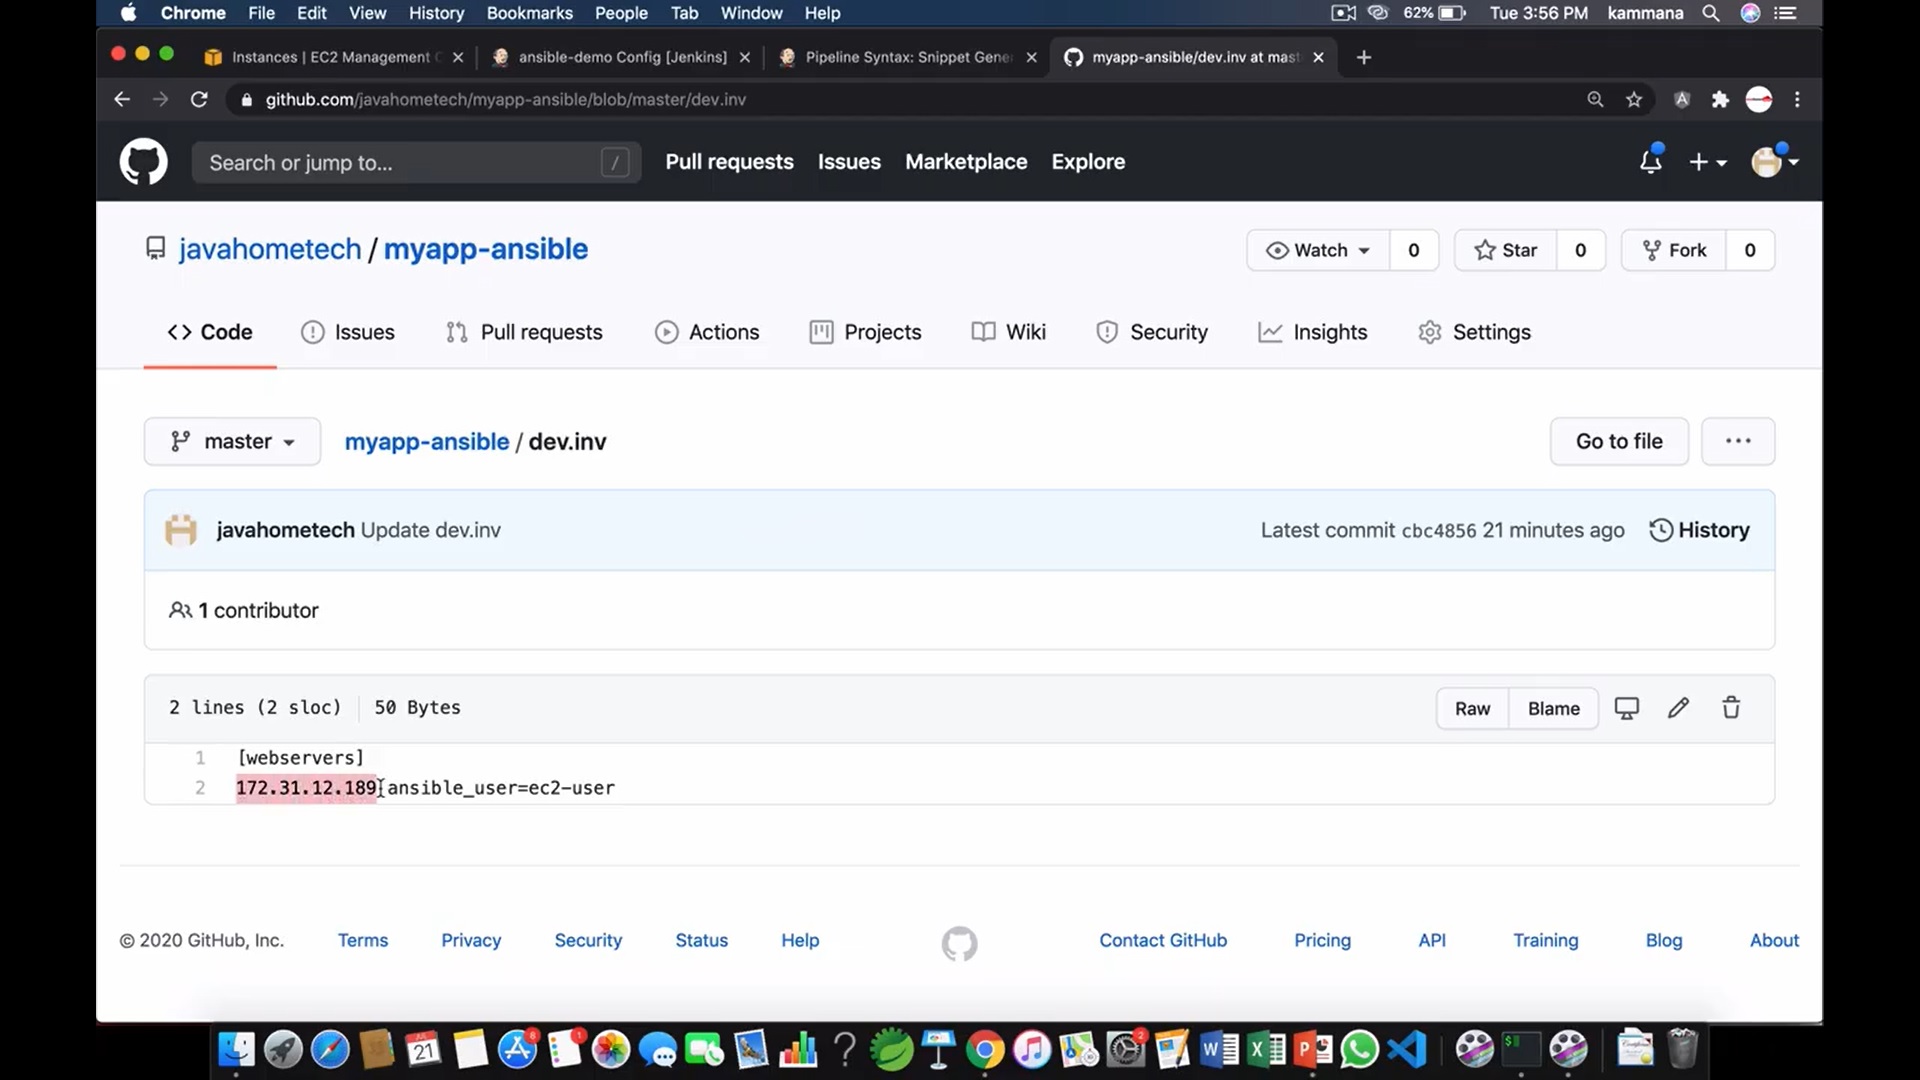 Chrome File Edit View History Bookmarks People Tab Window Help 62% Tue 3:56 PM kammana
Instances | EC2 Management C ansible-demo Config [Jenkins] Pipeline Syntax: Snippet Gene myapp-ansible/dev.inv at mast
github.com/javahometech/myapp-ansible/blob/master/dev.inv
Search or jump to... / Pull requests Issues Marketplace Explore
javahometech / myapp-ansible Watch 0 Star 0 Fork 0
Code Issues Pull requests Actions Projects Wiki Security Insights Settings
master myapp-ansible / dev.inv Go to file
javahometech Update dev.inv Latest commit cbc4856 21 minutes ago History
1 contributor
2 lines (2 sloc) 50 Bytes Raw Blame
1 [webservers]
2 172.31.12.189 ansible_user=ec2-user
© 2020 GitHub, Inc. Terms Privacy Security Status Help Contact GitHub Pricing API Training Blog About
21